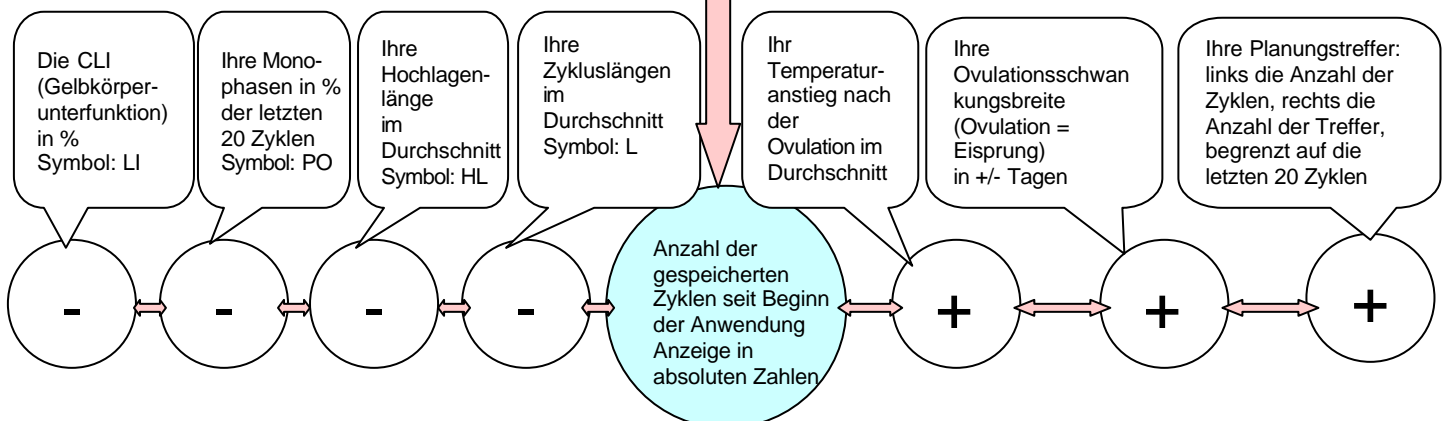 Die CLI
(Gelbkörper-
unterfunktion)
in %
Symbol: LI
Ihre Mono-
phasen in %
der letzten
20 Zyklen
Symbol: PO
Ihre
Hochlagen-
länge
im
Durchschnitt
Symbol: HL
Ihre
Zykluslängen
im
Durchschnitt
Symbol: L
Ihr
Temperatur-
anstieg nach
der
Ovulation im
Durchschnitt
Ihre
Ovulationsschwan
kungsbreite
(Ovulation =
Eisprung)
in +/- Tagen
Ihre Planungstreffer:
links die Anzahl der
Zyklen, rechts die
Anzahl der Treffer,
begrenzt auf die
letzten 20 Zyklen
-
-
-
-
Anzahl der
gespeicherten
Zyklen seit Beginn
der Anwendung
Anzeige in
absoluten Zahlen
+
+
+